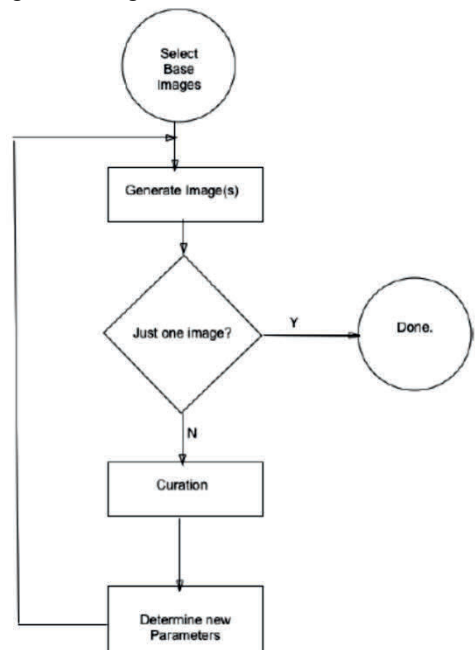 Select
Base
Images
Generate Image(s)
Just one image?
Y
Done.
N
Curation
Determine new
Parameters